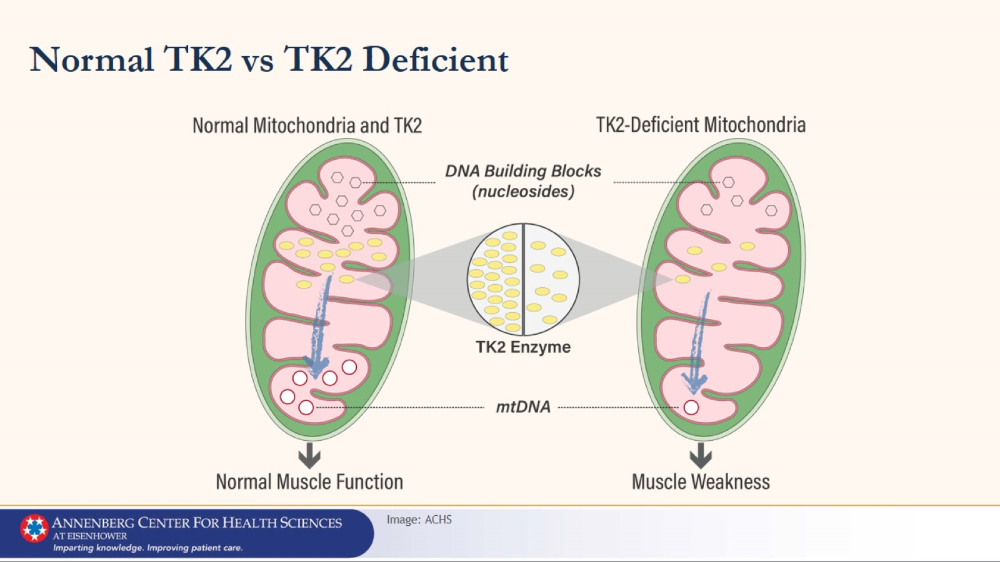 Normal TK2 vs TK2 Deficient
Normal Mitochondria and TK2
TK2-Deficient Mitochondria
DNA Building Blocks
(nucleosides)
TK2 Enzyme
mtDNA
Normal Muscle Function
Muscle Weakness
ANNENBERG CENTER FOR HEALTH SCIENCES
AT EISENHOWER
Imparting knowledge. Improving patient care.
Image: ACHS